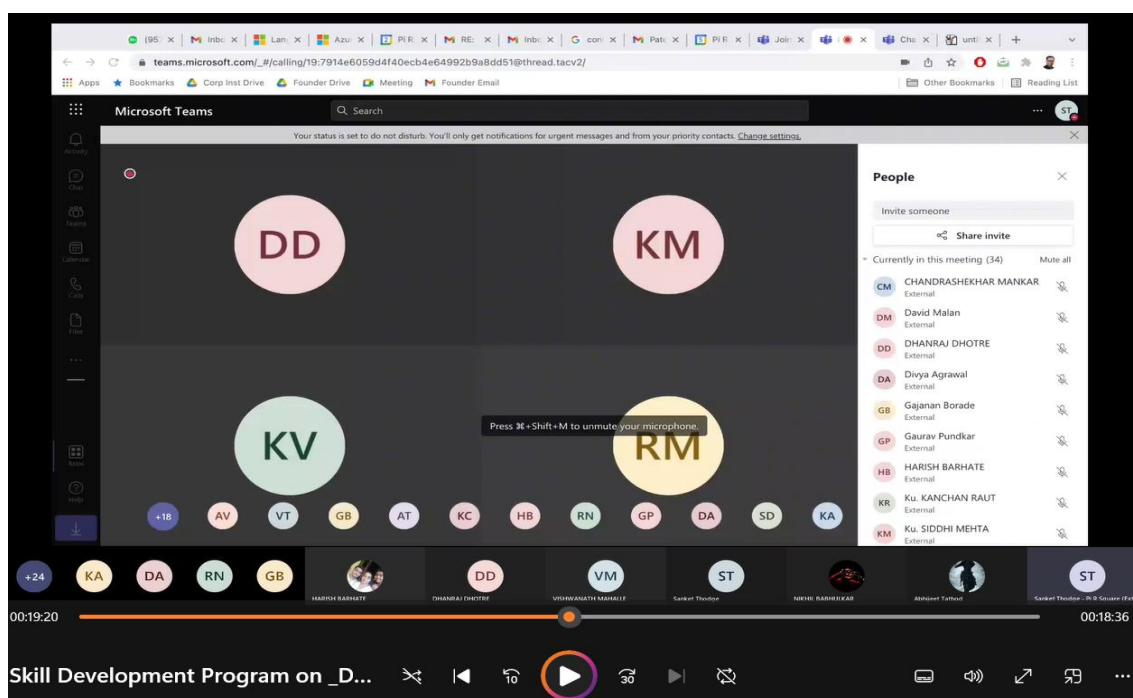 (95: Inbo Lan RE: Azu PiR RE: Inbo con Patc PiR Join Cha unti
teams.microsoft.com/_#/calling/19:7914e6059d4f40ecb4e64992b9a8dd51@thread.tacv2/
Apps Bookmarks Corp Inst Drive Founder Drive Meeting Founder Email Other Bookmarks Reading List
Microsoft Teams Search ST
Your status is set to do not disturb. You'll only get notifications for urgent messages and from your priority contacts. Change settings.
Activity
Chat
Teams
Calendar
Calls
Files
Help
DD KM
KV RM
Press ⌘+Shift+M to unmute your microphone.
+18 AV VT GB AT KC HB RN GP DA SD KA
People
Invite someone
Share invite
Currently in this meeting (34) Mute all
CM CHANDRASHEKHAR MANKAR
External
DM David Malan
External
DD DHANRAJ DHOTRE
External
DA Divya Agrawal
External
GB Gajanan Borade
External
GP Gaurav Pundkar
External
HB HARISH BARHATE
External
KR Ku. KANCHAN RAUT
External
KM Ku. SIDDHI MEHTA
External
+24 KA DA RN GB DD VM ST ST
HARISH BARHATE DHANRAJ DHOTRE VISHWANATH MAHALLE Sanket Thodge NIKHIL BABHULKAR Abhijeet Tathod Sanket Thodge - Pi R Square (Ext
00:19:20 00:18:36
Skill Development Program on _D... 10 30